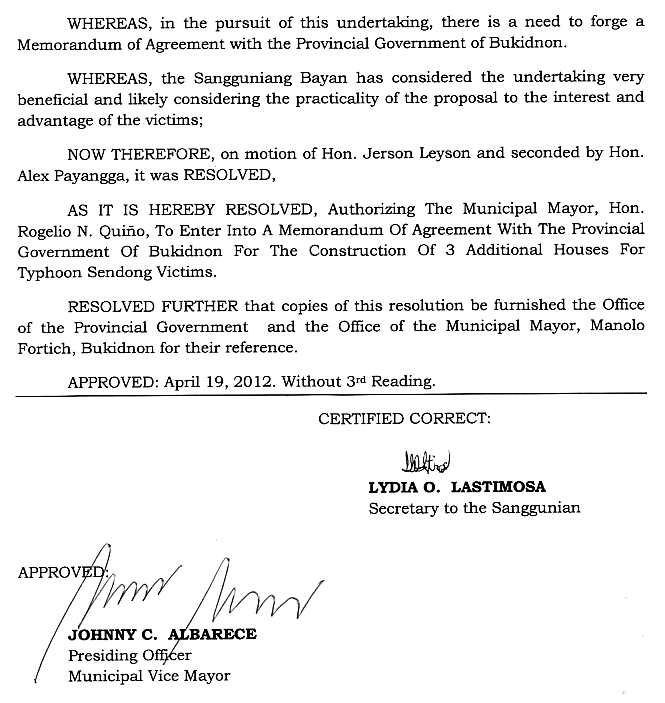 WHEREAS, in the pursuit of this undertaking, there is a need to forge a
Memorandum of Agreement with the Provincial Government of Bukidnon.
WHEREAS, the Sangguniang Bayan has considered the undertaking very
beneficial and likely considering the practicality of the proposal to the interest and
advantage of the victims;
NOW THEREFORE, on motion of Hon. Jerson Leyson and seconded by Hon.
Alex Payangga, it was RESOLVED,
AS IT IS HEREBY RESOLVED, Authorizing The Municipal Mayor, Hon.
Rogelio N. Quiño, To Enter Into A Memorandum Of Agreement With The Provincial
Government Of Bukidnon For The Construction Of 3 Additional Houses For
Typhoon Sendong Victims.
RESOLVED FURTHER that copies of this resolution be furnished the Office
of the Provincial Government and the Office of the Municipal Mayor, Manolo
Fortich, Bukidnon for their reference.
APPROVED: April 19, 2012. Without 3rd Reading.
CERTIFIED CORRECT:
LYDIA O. LASTIMOSA
Secretary to the Sanggunian
APPROVED:
JOHNNY C. ALBARECE
Presiding Officer
Municipal Vice Mayor